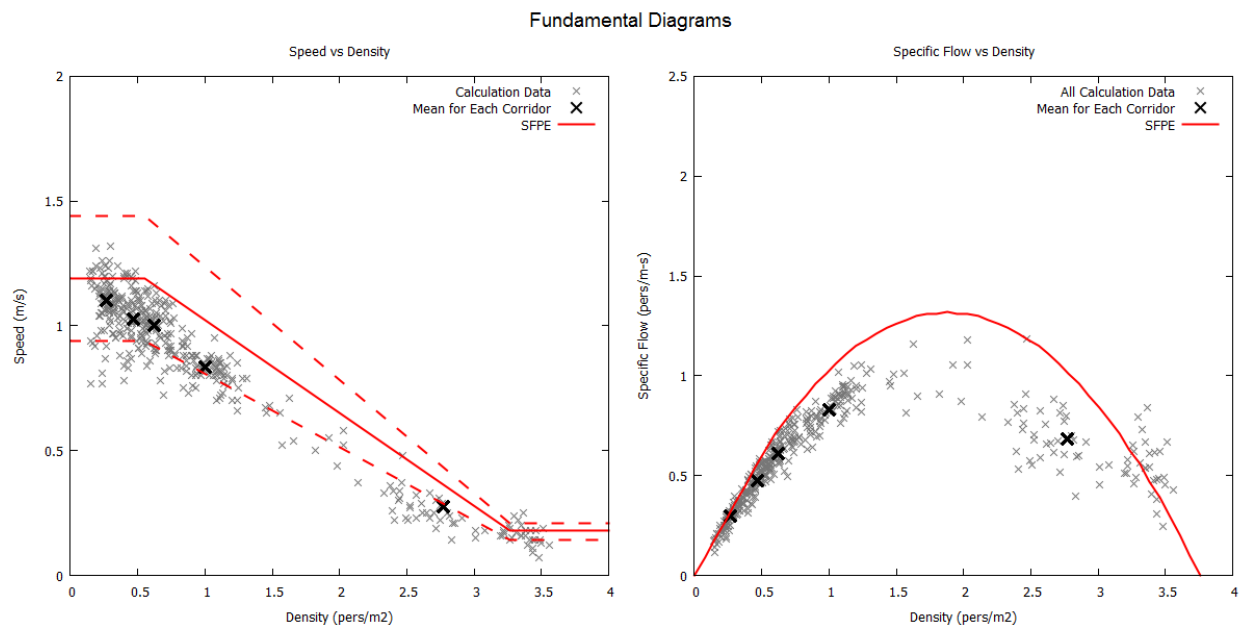 Fundamental Diagrams
Speed vs Density
Speed (m/s)
2
1.5
1
0.5
0
Calculation Data
Mean for Each Corridor
SFPE
0 0.5 1 1.5 2 2.5 3 3.5 4
Density (pers/m2)
Specific Flow vs Density
Specific Flow (pers/m-s)
2.5
2
1.5
1
0.5
0
All Calculation Data
Mean for Each Corridor
SFPE
0 0.5 1 1.5 2 2.5 3 3.5 4
Density (pers/m2)